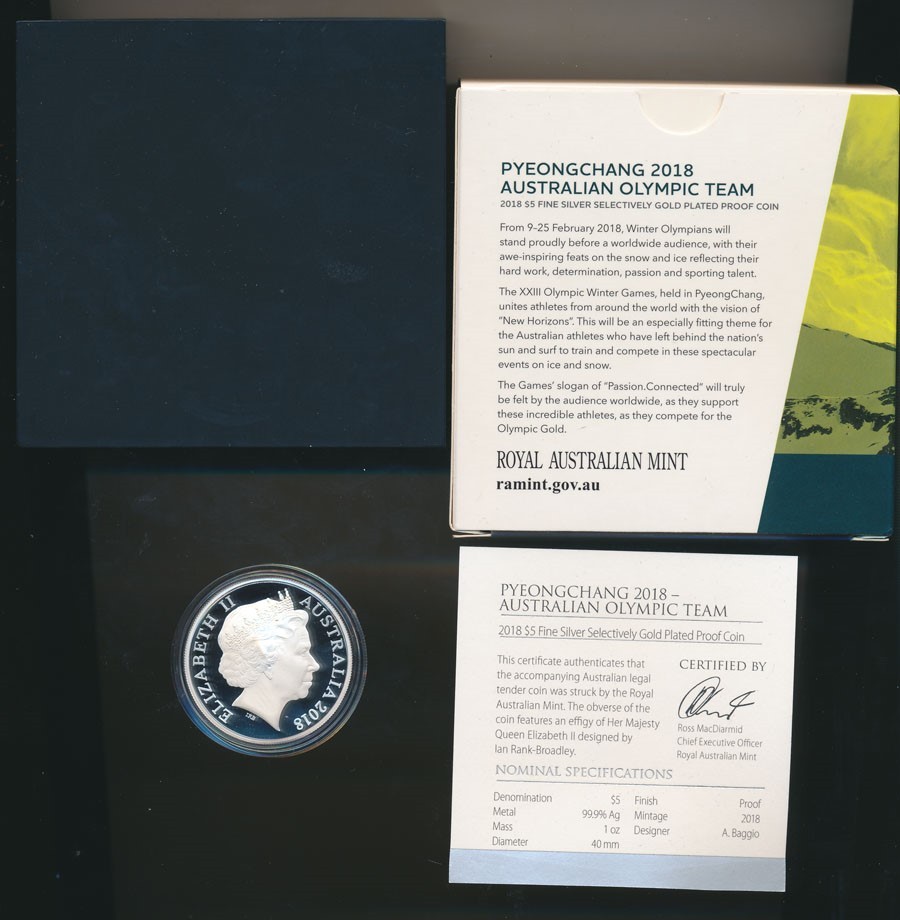 PYEONGCHANG 2018
AUSTRALIAN OLYMPIC TEAM
2018 $5 FINE SILVER SELECTIVELY GOLD PLATED PROOF COIN
From 9–25 February 2018, Winter Olympians will
stand proudly before a worldwide audience, with their
awe-inspiring feats on the snow and ice reflecting their
hard work, determination, passion and sporting talent.
The XXIII Olympic Winter Games, held in PyeongChang,
unites athletes from around the world with the vision of
"New Horizons". This will be an especially fitting theme for
the Australian athletes who have left behind the nation's
sun and surf to train and compete in these spectacular
events on ice and snow.
The Games' slogan of "Passion.Connected" will truly
be felt by the audience worldwide, as they support
these incredible athletes, as they compete for the
Olympic Gold.
ROYAL AUSTRALIAN MINT
ramint.gov.au
ELIZABETH II
AUSTRALIA 2018
IRB
PYEONGCHANG 2018 –
AUSTRALIAN OLYMPIC TEAM
2018 $5 Fine Silver Selectively Gold Plated Proof Coin
This certificate authenticates that
the accompanying Australian legal
tender coin was struck by the Royal
Australian Mint. The obverse of the
coin features an effigy of Her Majesty
Queen Elizabeth II designed by
Ian Rank-Broadley.
CERTIFIED BY
Ross MacDiarmid
Chief Executive Officer
Royal Australian Mint
NOMINAL SPECIFICATIONS
Denomination $5 Finish Proof
Metal 99.9% Ag Mintage 2018
Mass 1 oz Designer A. Baggio
Diameter 40 mm